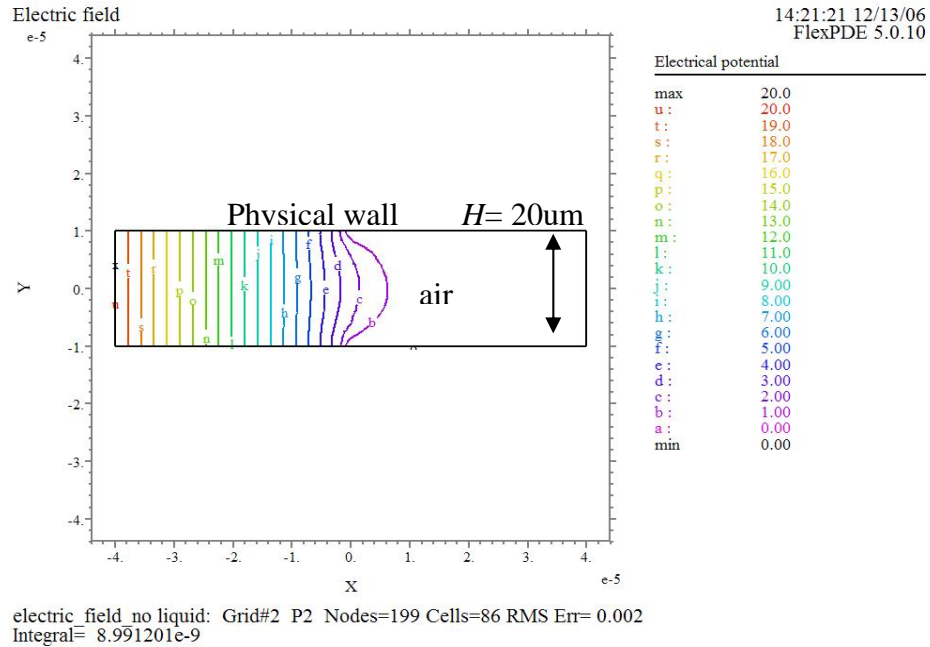 Electric field
14:21:21 12/13/06
FlexPDE 5.0.10
e-5
4.
3.
2.
1.
0.
-1.
-2.
-3.
-4.
Y
-4. -3. -2. -1. 0. 1. 2. 3. 4.
e-5
X
Physical wall H= 20um
air
x
u t s r q p o n m l k j i h g f e d c b
Electrical potential
max 20.0
u : 20.0
t : 19.0
s : 18.0
r : 17.0
q : 16.0
p : 15.0
o : 14.0
n : 13.0
m : 12.0
l : 11.0
k : 10.0
j : 9.00
i : 8.00
h : 7.00
g : 6.00
f : 5.00
e : 4.00
d : 3.00
c : 2.00
b : 1.00
a : 0.00
min 0.00
electric_field_no liquid: Grid#2 P2 Nodes=199 Cells=86 RMS Err= 0.002
Integral= 8.991201e-9